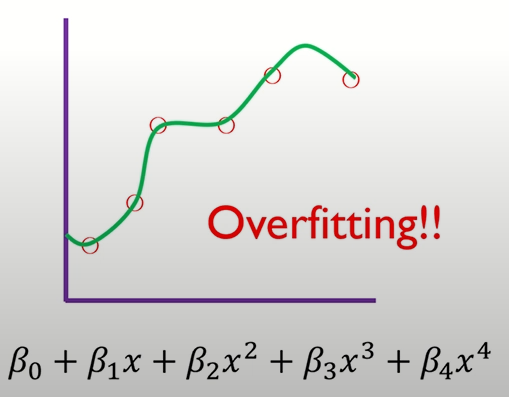 Overfitting!!
β₀ + β₁x + β₂x² + β₃x³ + β₄x⁴